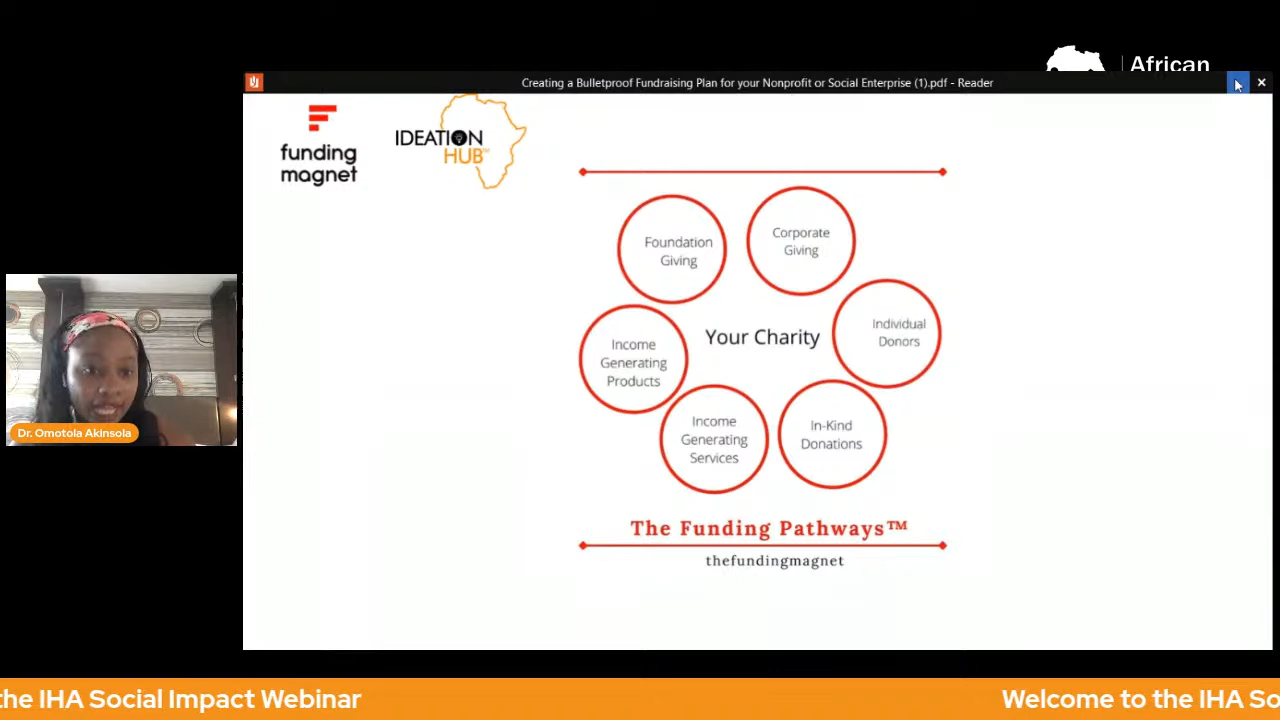 African
Creating a Bulletproof Fundraising Plan for your Nonprofit or Social Enterprise (1).pdf - Reader
funding
magnet
IDEATION
HUB™
Foundation
Giving
Corporate
Giving
Individual
Donors
Your Charity
Income
Generating
Products
Income
Generating
Services
In-Kind
Donations
The Funding Pathways™
thefundingmagnet
Dr. Omotola Akinsola
the IHA Social Impact Webinar
Welcome to the IHA So